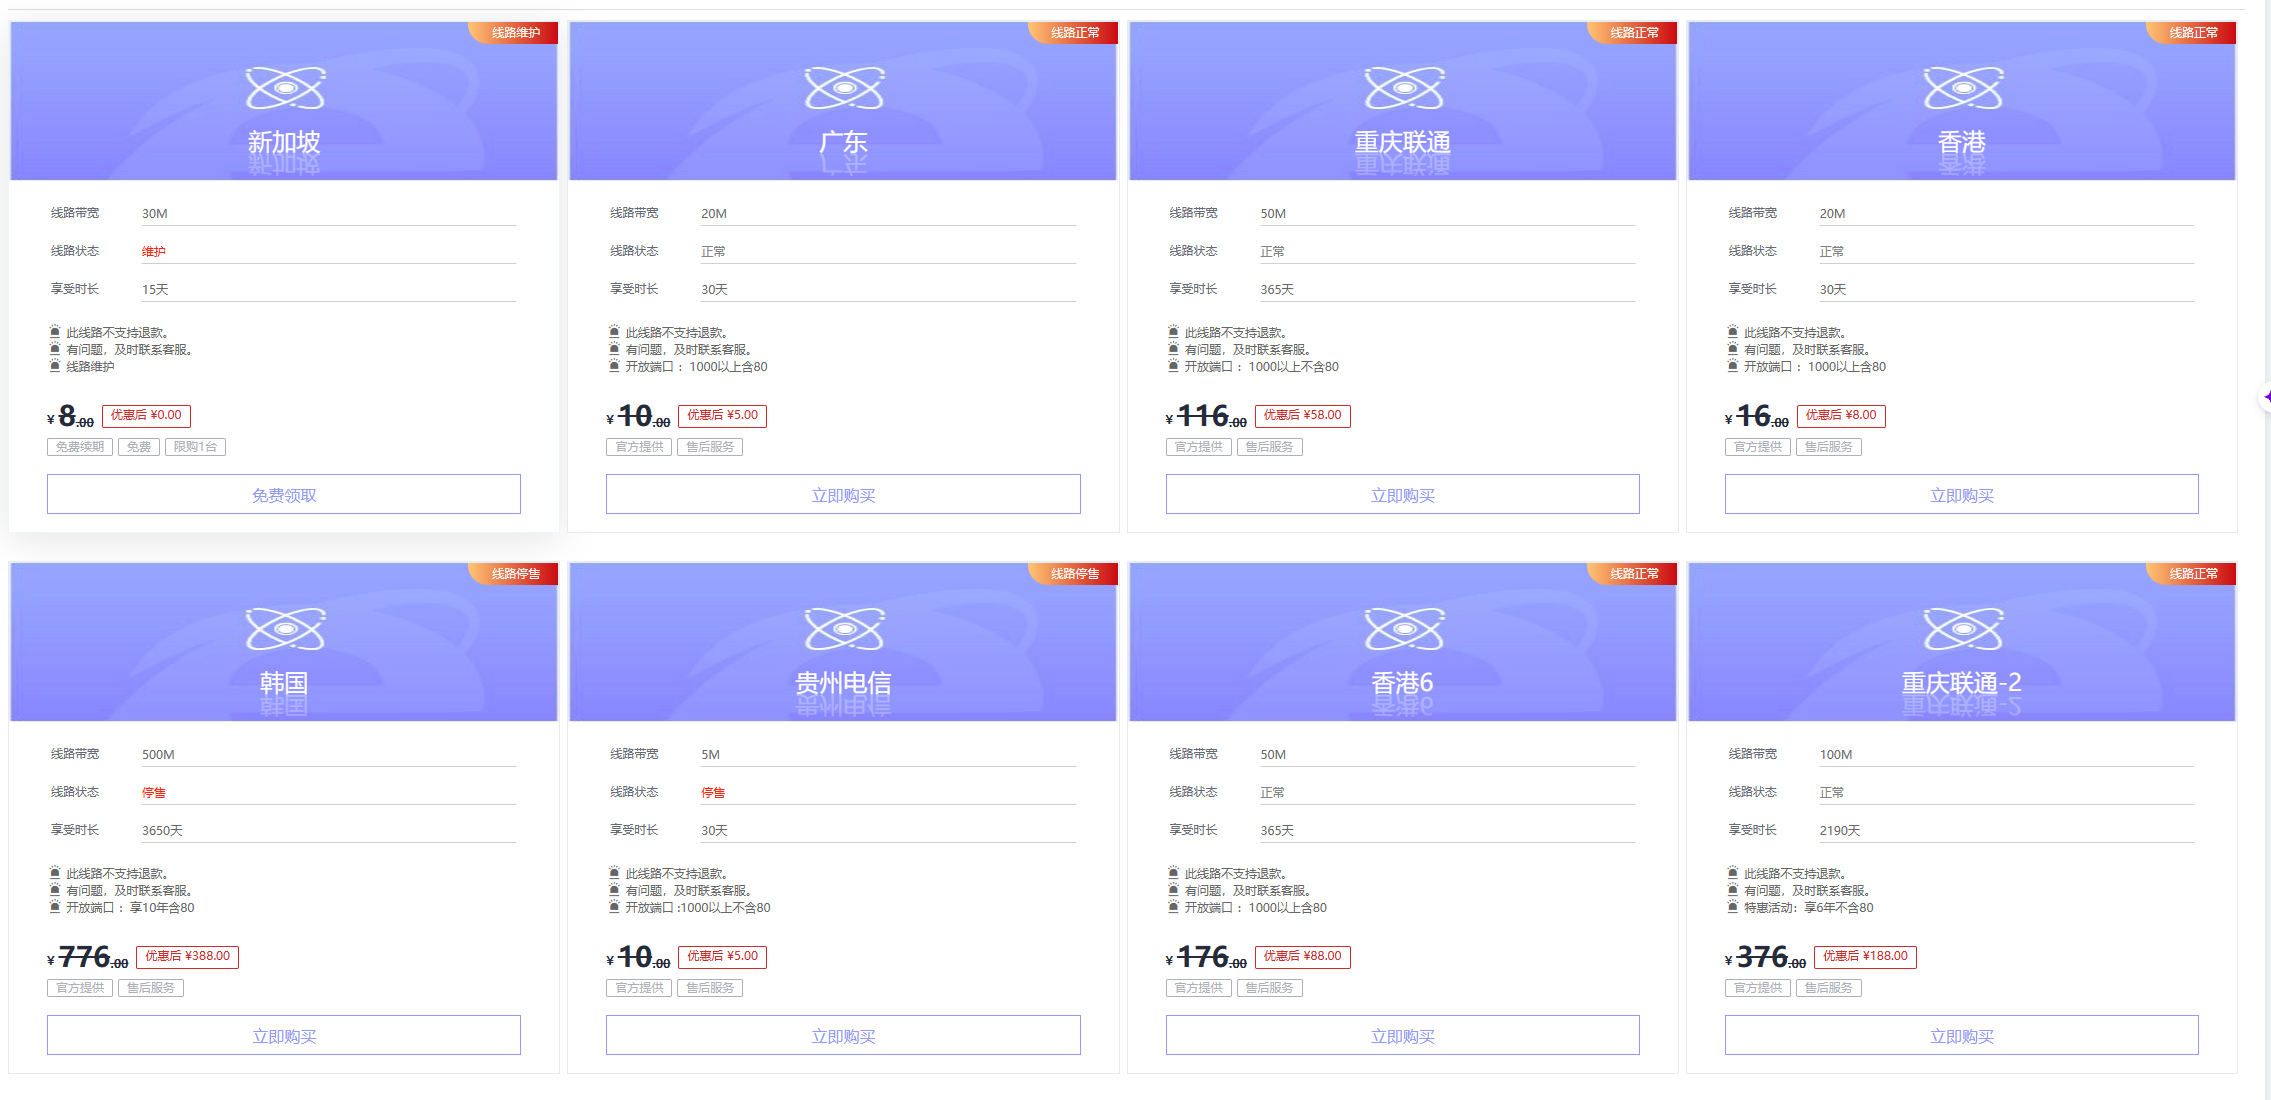 线路维护
新加坡
线路带宽 30M
线路状态 维护
享受时长 15天
此线路不支持退款。
有问题，及时联系客服。
线路维护
¥ 8.00 优惠后 ¥0.00
免费续期 免费 限购1台
免费领取
线路正常
广东
线路带宽 20M
线路状态 正常
享受时长 30天
此线路不支持退款。
有问题，及时联系客服。
开放端口 ：1000以上含80
¥ 10.00 优惠后 ¥5.00
官方提供 售后服务
立即购买
线路正常
重庆联通
线路带宽 50M
线路状态 正常
享受时长 365天
此线路不支持退款。
有问题，及时联系客服。
开放端口 ：1000以上不含80
¥ 116.00 优惠后 ¥58.00
官方提供 售后服务
立即购买
线路正常
香港
线路带宽 20M
线路状态 正常
享受时长 30天
此线路不支持退款。
有问题，及时联系客服。
开放端口 ：1000以上含80
¥ 16.00 优惠后 ¥8.00
官方提供 售后服务
立即购买
线路停售
韩国
线路带宽 500M
线路状态 停售
享受时长 3650天
此线路不支持退款。
有问题，及时联系客服。
开放端口 ：享10年含80
¥ 776.00 优惠后 ¥388.00
官方提供 售后服务
立即购买
线路停售
贵州电信
线路带宽 5M
线路状态 停售
享受时长 30天
此线路不支持退款。
有问题，及时联系客服。
开放端口 :1000以上不含80
¥ 10.00 优惠后 ¥5.00
官方提供 售后服务
立即购买
线路正常
香港6
线路带宽 50M
线路状态 正常
享受时长 365天
此线路不支持退款。
有问题，及时联系客服。
开放端口 ：1000以上含80
¥ 176.00 优惠后 ¥88.00
官方提供 售后服务
立即购买
线路正常
重庆联通-2
线路带宽 100M
线路状态 正常
享受时长 2190天
此线路不支持退款。
有问题，及时联系客服。
特惠活动：享6年不含80
¥ 376.00 优惠后 ¥188.00
官方提供 售后服务
立即购买